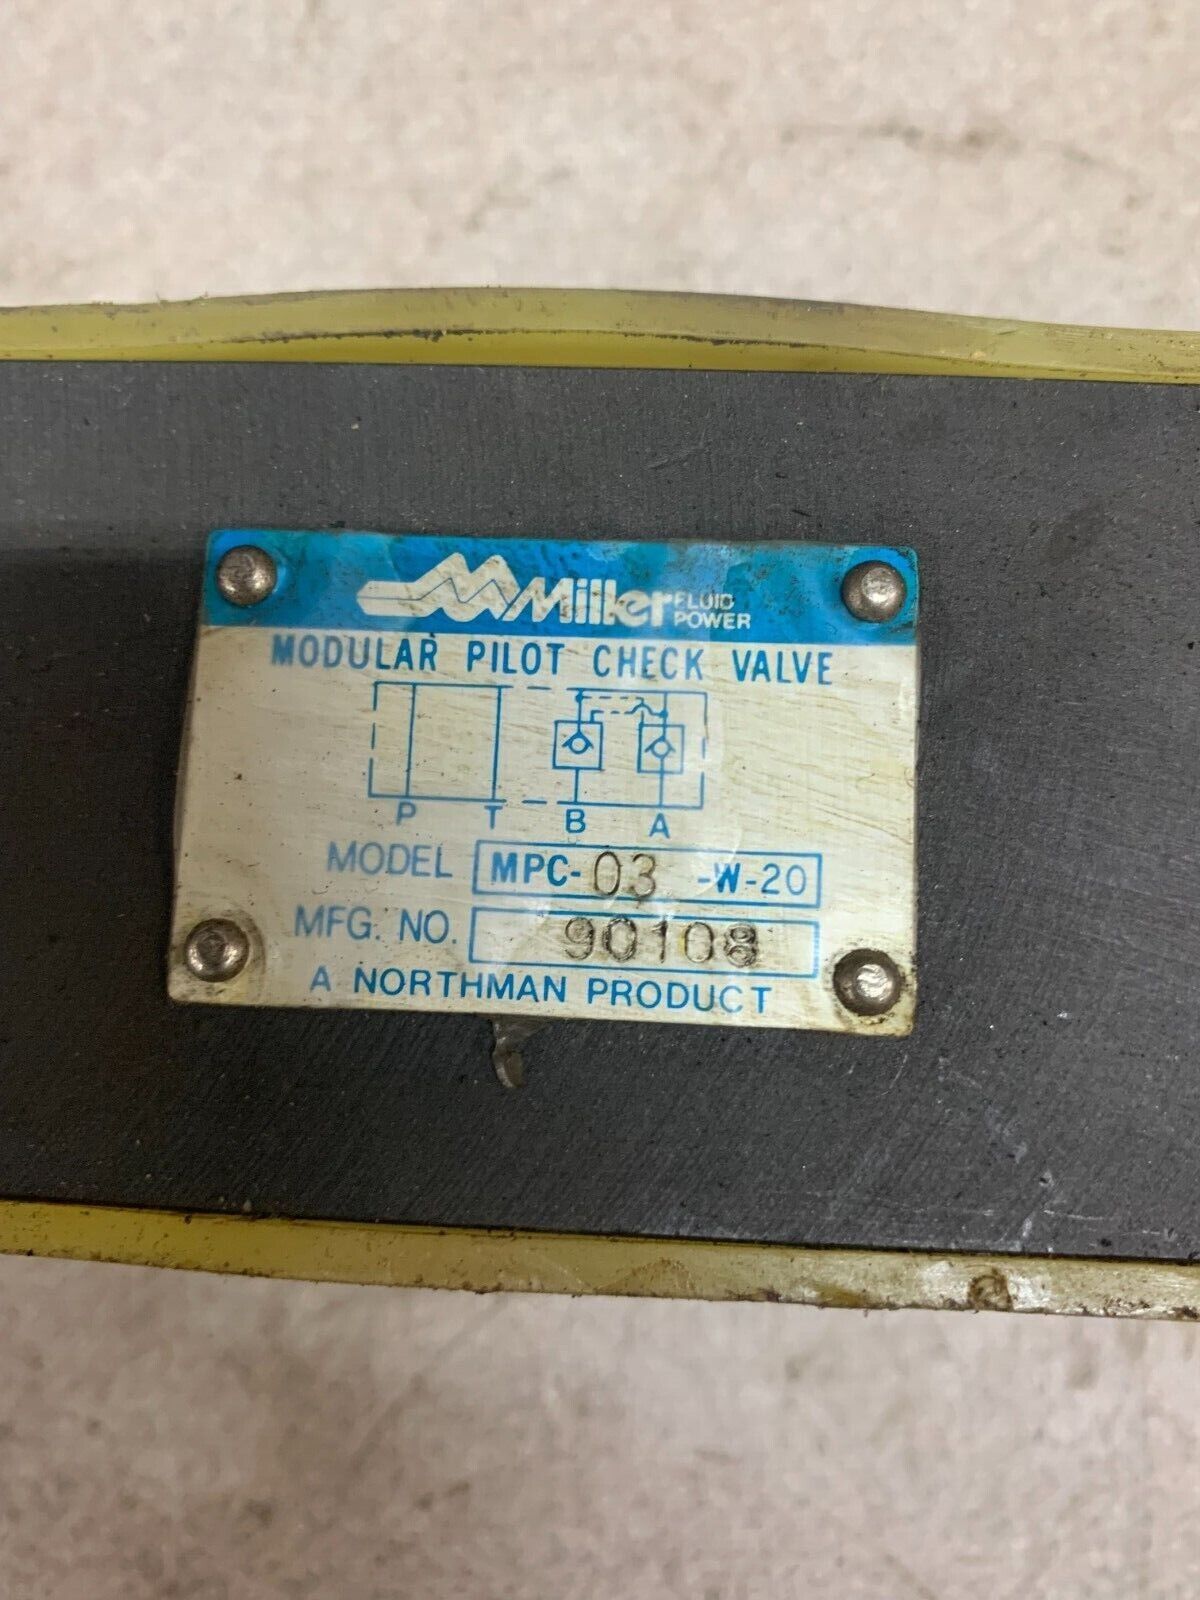 Miller FLUID POWER
MODULAR PILOT CHECK VALVE
P T B A
MODEL MPC-03-W-20
MFG. NO. 90108
A NORTHMAN PRODUCT